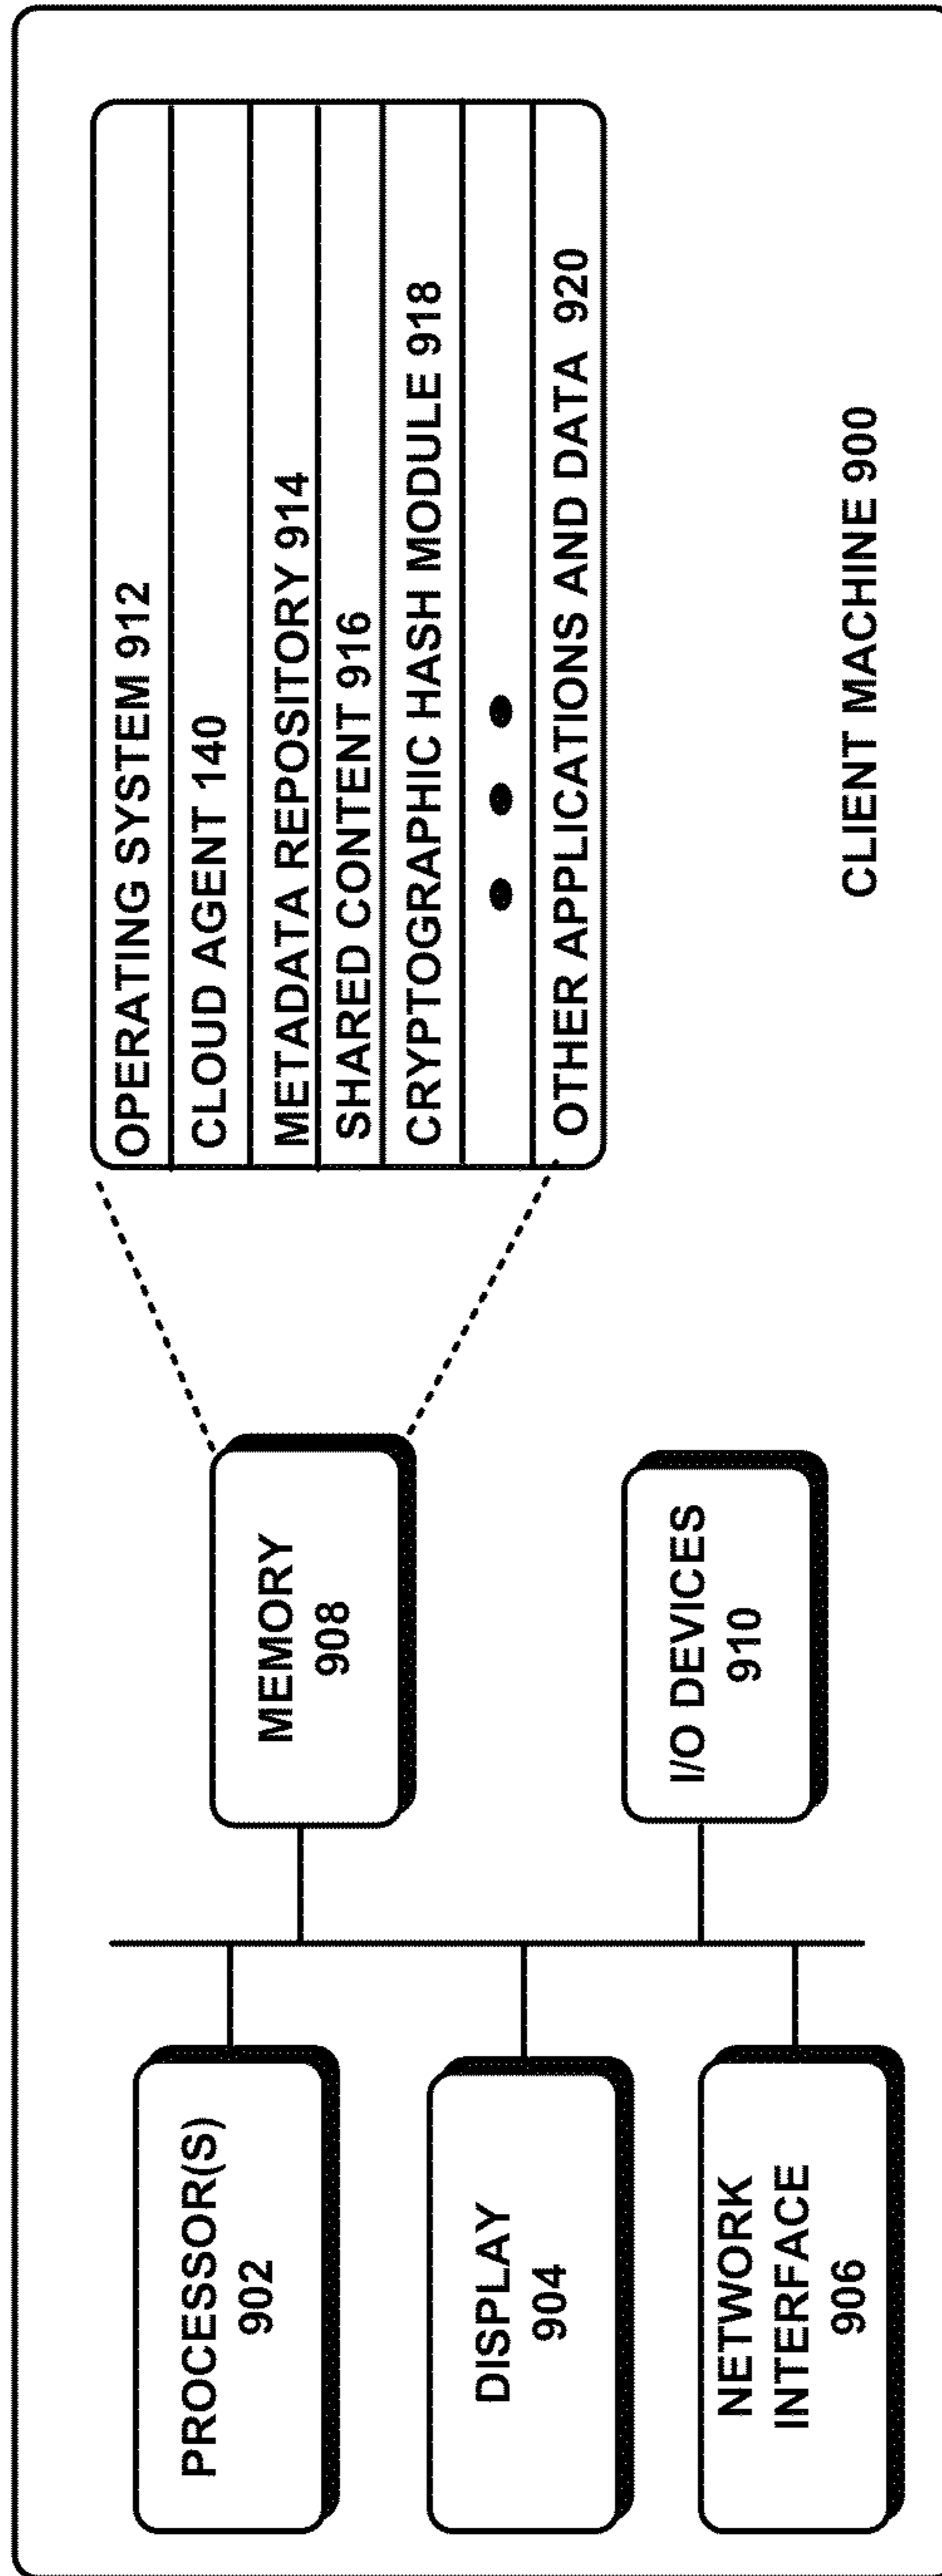 PROCESSOR(S)
902
DISPLAY
904
NETWORK
INTERFACE
906
MEMORY
908
I/O DEVICES
910
OPERATING SYSTEM 912
CLOUD AGENT 140
METADATA REPOSITORY 914
SHARED CONTENT 916
CRYPTOGRAPHIC HASH MODULE 918
OTHER APPLICATIONS AND DATA 920
CLIENT MACHINE 900